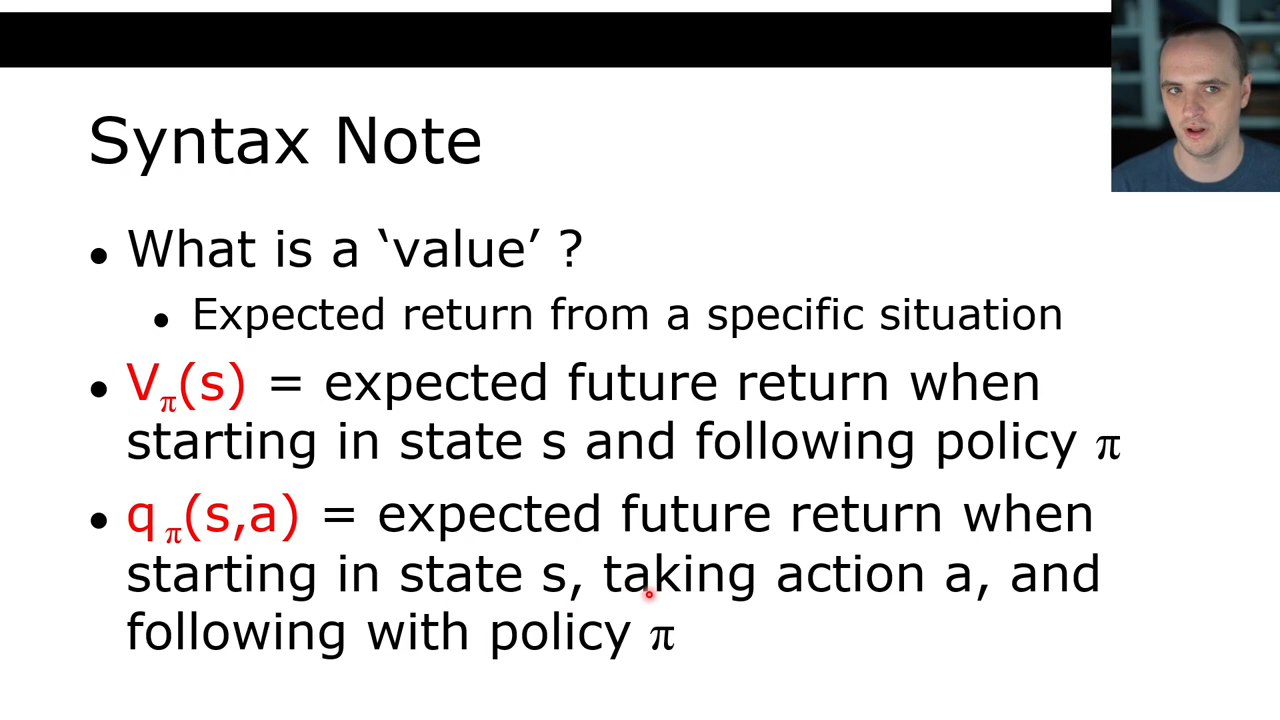 Syntax Note
• What is a ‘value’ ?
• Expected return from a specific situation
• Vπ(s) = expected future return when
starting in state s and following policy π
• qπ(s,a) = expected future return when
starting in state s, taking action a, and
following with policy π